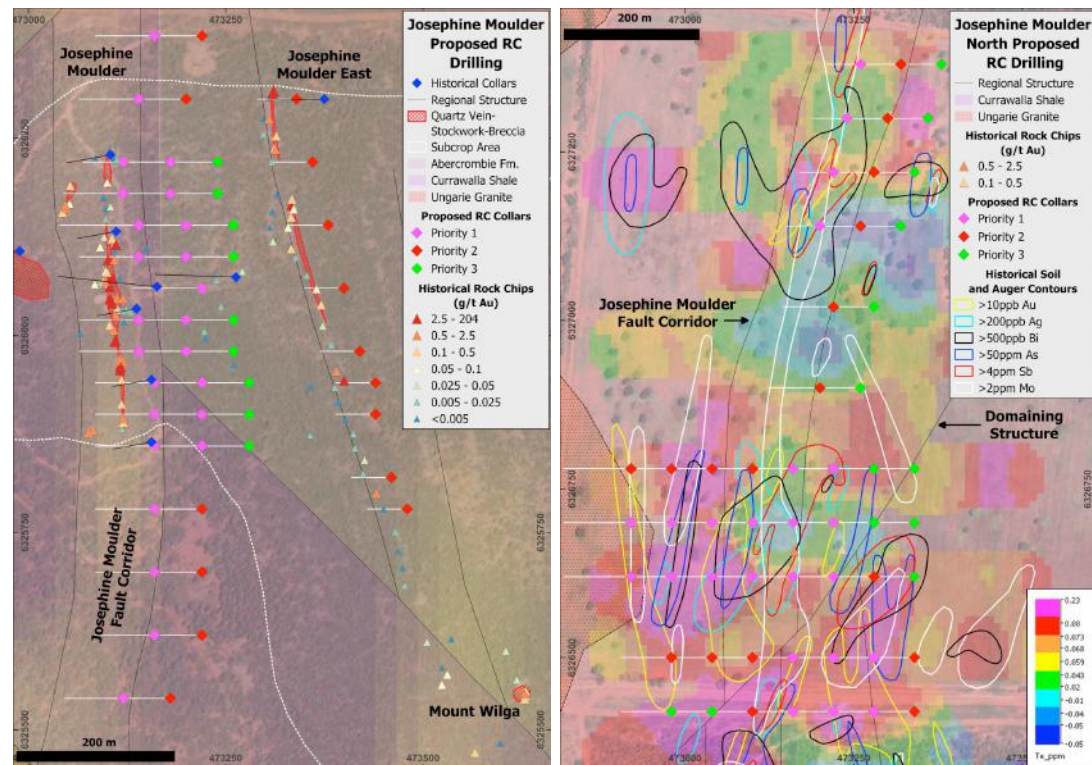 473000
473250
Josephine
Moulder
Josephine
Moulder East
Josephine Moulder
Proposed RC
Drilling
Historical Collars
Regional Structure
Quartz Vein-
Stockwork-Breccia
Subcrop Area
Abercrombie Fm.
Currawalla Shale
Ungarie Granite
Proposed RC Collars
Priority 1
Priority 2
Priority 3
Historical Rock Chips
(g/t Au)
2.5 - 204
0.5 - 2.5
0.1 - 0.5
0.05 - 0.1
0.025 - 0.05
0.005 - 0.025
<0.005
6326250
6326000
6326000
6325750
6325750
Josephine Moulder
Fault Corridor
Mount Wilga
6325500
6325500
200 m
473250
473500
200 m
473000
473250
Josephine Moulder
North Proposed
RC Drilling
Regional Structure
Currawalla Shale
Ungarie Granite
Historical Rock Chips
(g/t Au)
0.5 - 2.5
0.1 - 0.5
Proposed RC Collars
Priority 1
Priority 2
Priority 3
Historical Soil
and Auger Contours
>10ppb Au
>200ppb Ag
>500ppb Bi
>50ppm As
>4ppm Sb
>2ppm Mo
6327250
6327000
Josephine Moulder
Fault Corridor
Domaining
Structure
6326750
6326750
6326500
473000
473250
0.23
0.08
0.073
0.068
0.059
0.043
0.02
-0.01
-0.04
-0.05
-0.05
Te_ppm